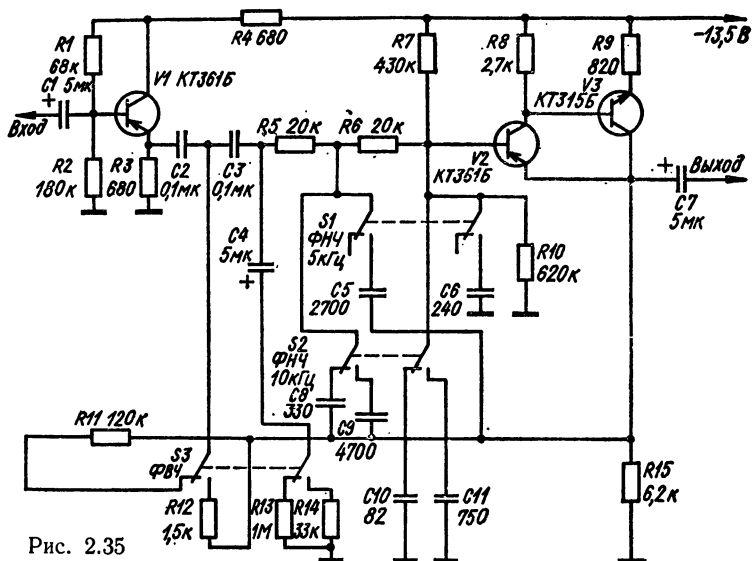 R1
68к
C1 5мк
+
Вход
R2
180к
V1 КТ361Б
R3
680
C2
0,1мк
C3
0,1мк
R4 680
R5 20к
R6 20к
R7
430к
R8
2,7к
R9
820
-13,5 В
V3
КТ315Б
V2
КТ361Б
+
Выход
C7
5мк
C4
5мк
+
S1
ФНЧ
5кГц
C5
2700
C6
240
R10
620к
S2
ФНЧ
10кГц
C8
330
C9
4700
R11 120к
S3
ФВЧ
R12
1,5к
R13
1М
R14
33к
C10
82
C11
750
R15
6,2к
Рис. 2.35